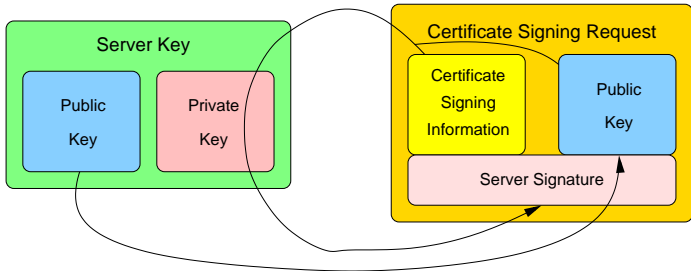 Server Key
Public
Key
Private
Key
Certificate Signing Request
Certificate
Signing
Information
Public
Key
Server Signature